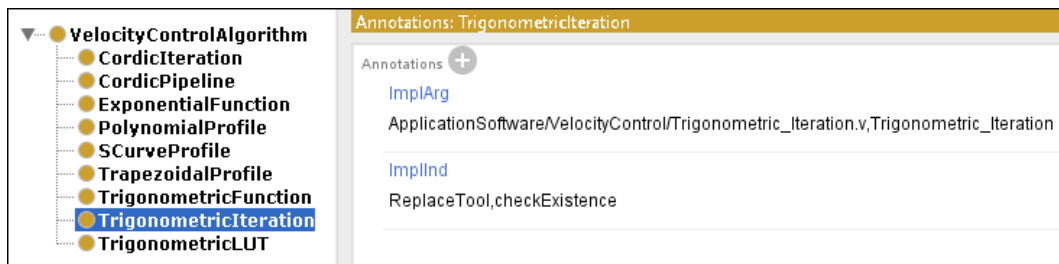 VelocityControlAlgorithm
CordicIteration
CordicPipeline
ExponentialFunction
PolynomialProfile
SCurveProfile
TrapezoidalProfile
TrigonometricFunction
TrigonometricIteration
TrigonometricLUT
Annotations: TrigonometricIteration
Annotations
ImplArg
ApplicationSoftware/VelocityControl/Trigonometric_Iteration.v,Trigonometric_Iteration
ImplInd
ReplaceTool,checkExistence